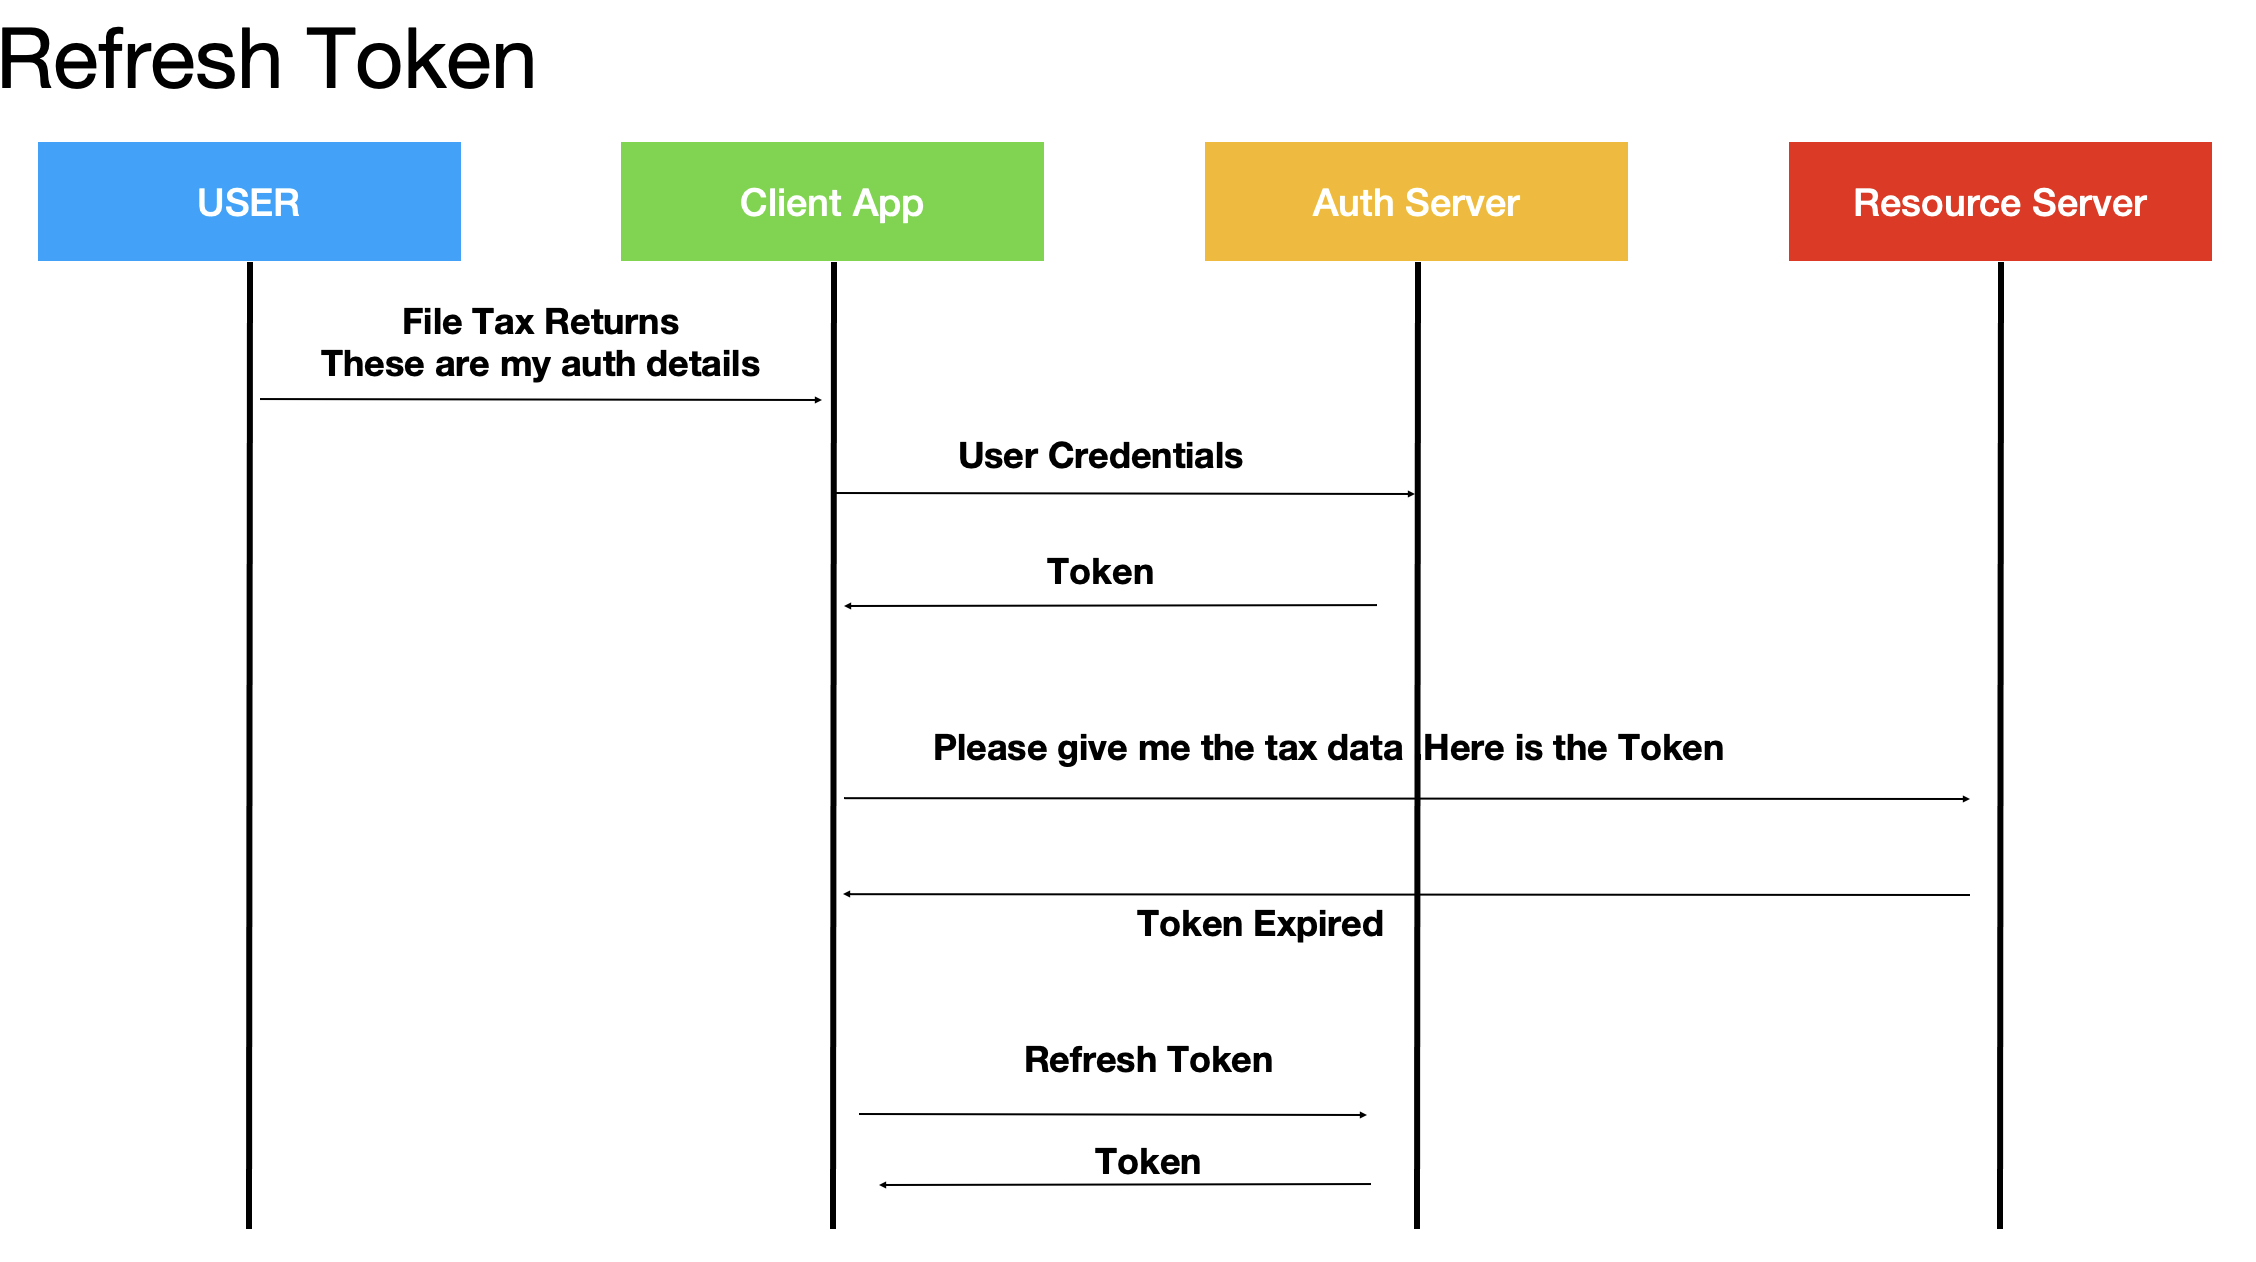 Refresh Token
USER
Client App
Auth Server
Resource Server
File Tax Returns
These are my auth details
User Credentials
Token
Please give me the tax data .Here is the Token
Token Expired
Refresh Token
Token